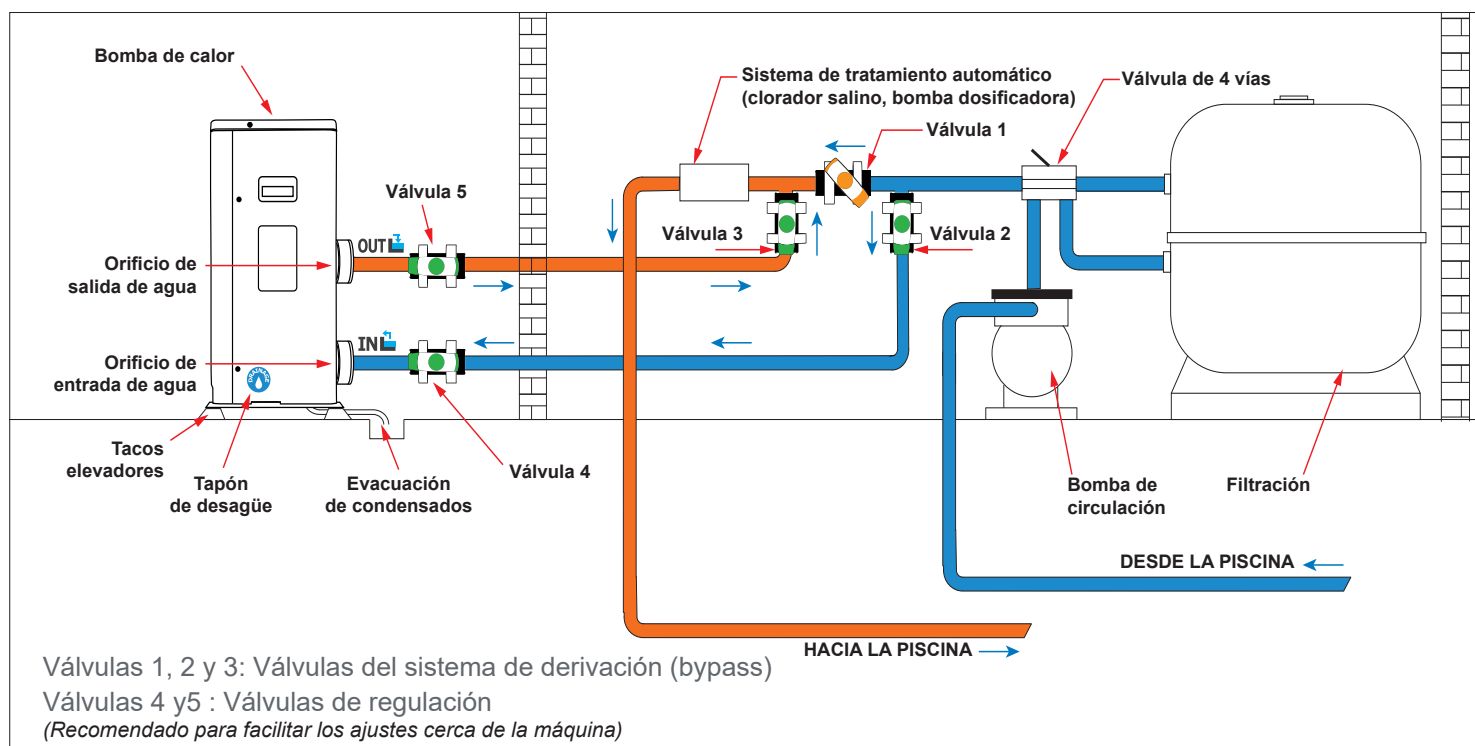 Bomba de calor
Sistema de tratamiento automático
(clorador salino, bomba dosificadora)
Válvula de 4 vías
Válvula 1
Válvula 5
Válvula 3
Válvula 2
OUT
Orificio de
salida de agua
IN
Orificio de
entrada de agua
DRAINAGE
Tacos
elevadores
Tapón
de desagüe
Evacuación
de condensados
Válvula 4
Bomba de
circulación
Filtración
DESDE LA PISCINA
HACIA LA PISCINA
Válvulas 1, 2 y 3: Válvulas del sistema de derivación (bypass)
Válvulas 4 y5 : Válvulas de regulación
(Recomendado para facilitar los ajustes cerca de la máquina)